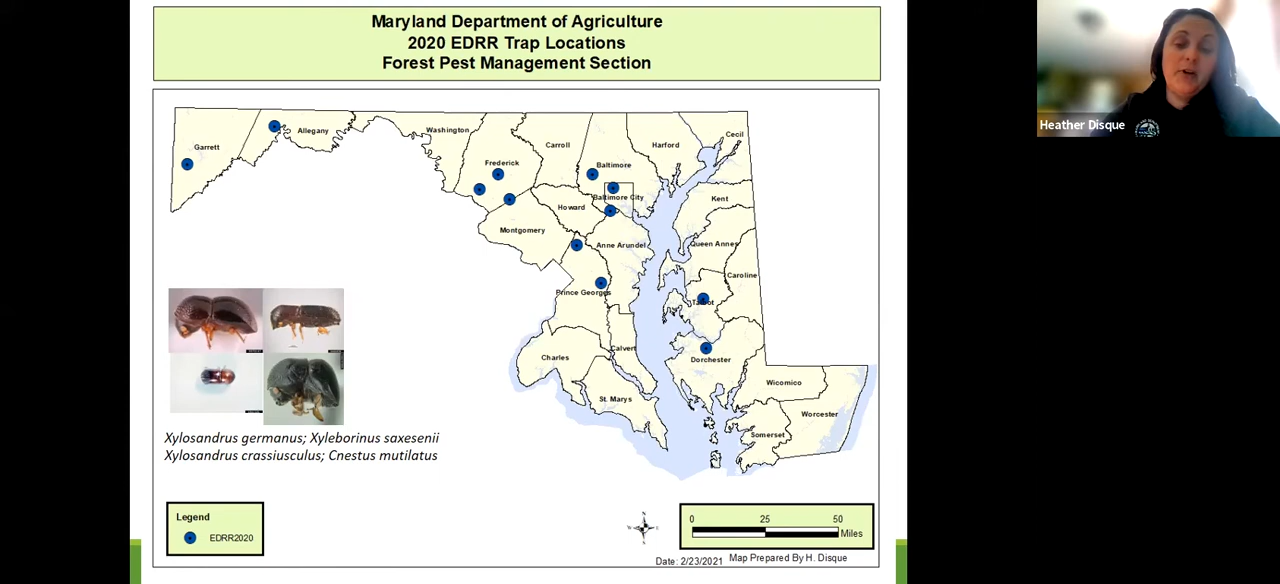 Maryland Department of Agriculture
2020 EDRR Trap Locations
Forest Pest Management Section
Heather Disque
Garrett
Allegany
Washington
Frederick
Carroll
Baltimore
Harford
Cecil
Baltimore City
Howard
Kent
Montgomery
Anne Arundel
Queen Annes
Caroline
Prince Georges
Talbot
Charles
Calvert
Dorchester
St. Marys
Wicomico
Worcester
Somerset
Xylosandrus germanus; Xyleborinus saxesenii
Xylosandrus crassiusculus; Cnestus mutilatus
Legend
EDRR2020
N
W
E
S
0 25 50
Miles
Date: 2/23/2021 Map Prepared By H. Disque